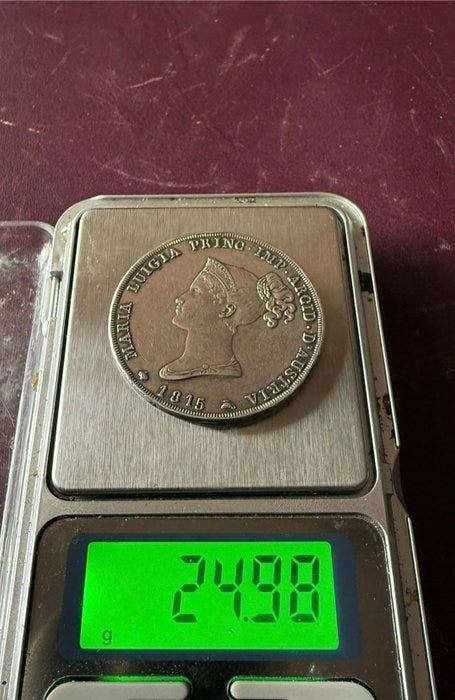 MARIA LUIGIA PRINC·IMP·ARCID·D'AUSTRIA
1815
24.98
g